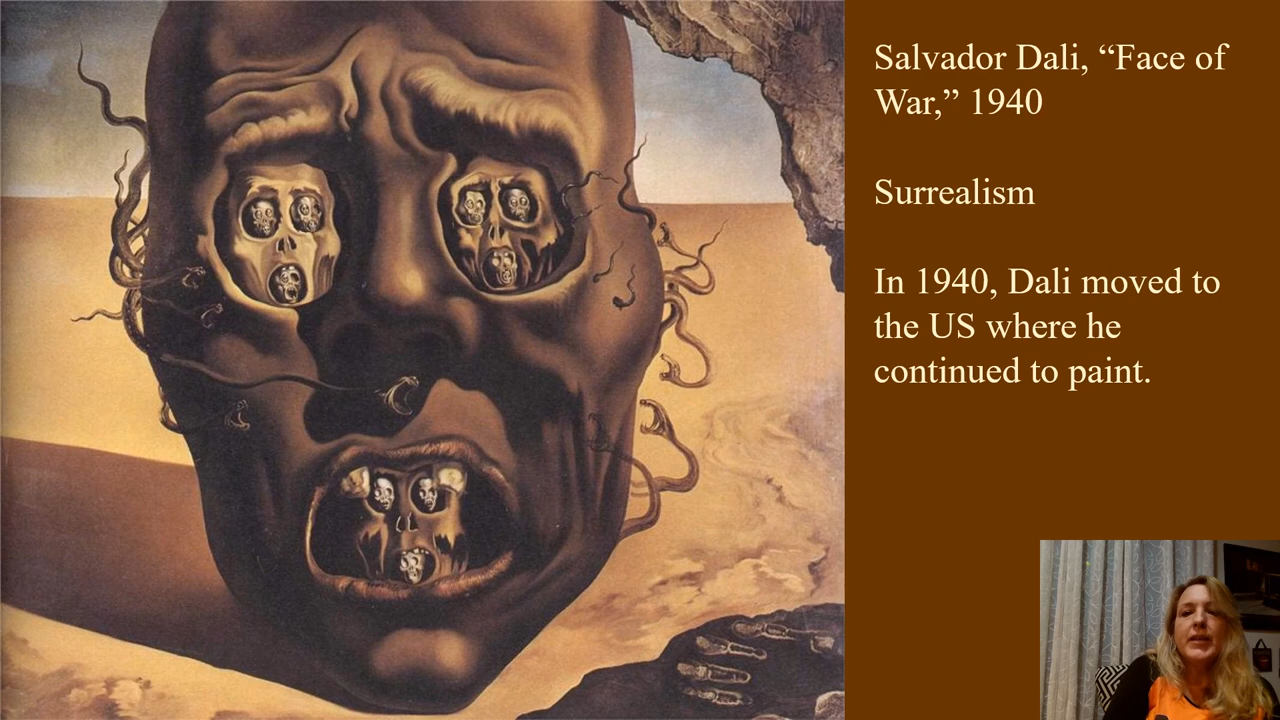 Salvador Dali, “Face of
War,” 1940
Surrealism
In 1940, Dali moved to
the US where he
continued to paint.